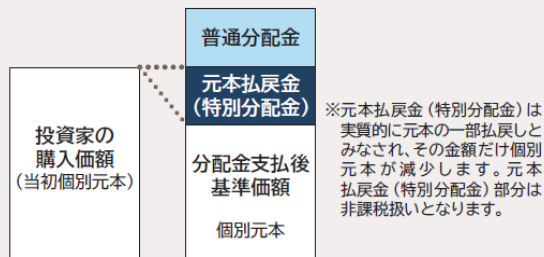 普通分配金
元本払戻金
(特別分配金)
投資家の
購入価額
(当初個別元本)
分配金支払後
基準価額
個別元本
※元本払戻金(特別分配金)は
実質的に元本の一部払戻しと
みなされ、その金額だけ個別
元本が減少します。元本
払戻金(特別分配金)部分は
非課税扱いとなります。